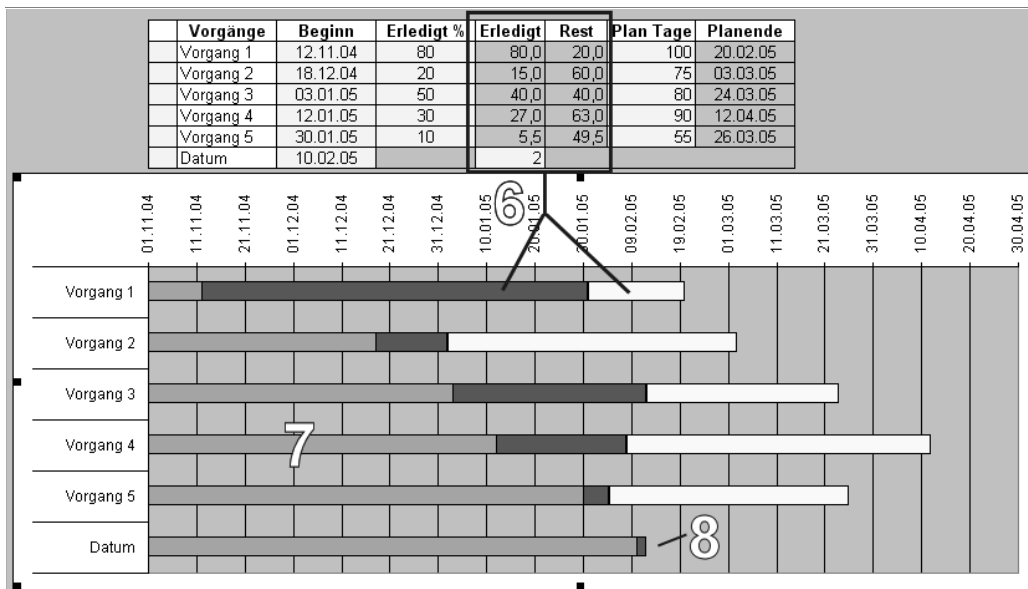 Vorgänge Beginn Erledigt % Erledigt Rest Plan Tage Planende
Vorgang 1 12.11.04 80 80,0 20,0 100 20.02.05
Vorgang 2 18.12.04 20 15,0 60,0 75 03.03.05
Vorgang 3 03.01.05 50 40,0 40,0 80 24.03.05
Vorgang 4 12.01.05 30 27,0 63,0 90 12.04.05
Vorgang 5 30.01.05 10 5,5 49,5 55 26.03.05
Datum 10.02.05 2
6
01.11.04 11.11.04 21.11.04 01.12.04 11.12.04 21.12.04 31.12.04 10.01.05 20.01.05 30.01.05 09.02.05 19.02.05 01.03.05 11.03.05 21.03.05 31.03.05 10.04.05 20.04.05 30.04.05
Vorgang 1
Vorgang 2
Vorgang 3
7
Vorgang 4
Vorgang 5
Datum
8